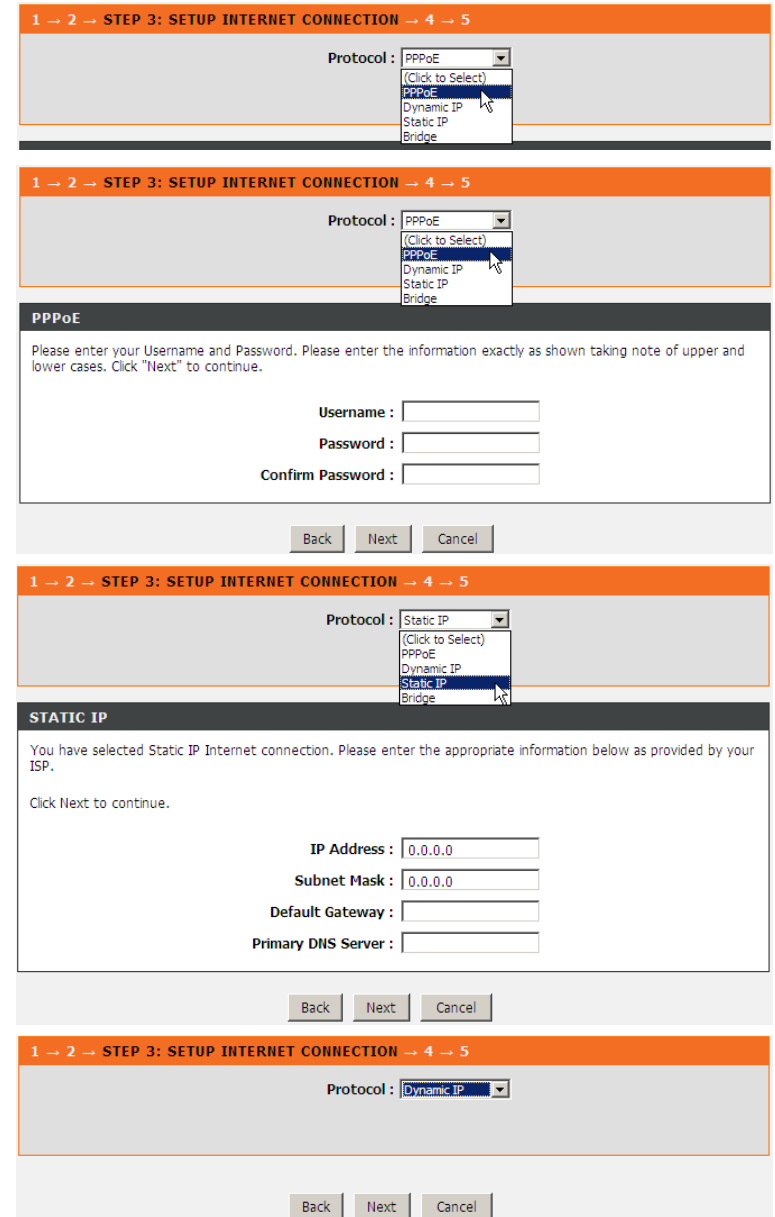 1 → 2 → STEP 3: SETUP INTERNET CONNECTION → 4 → 5
Protocol : PPPoE
(Click to Select)
PPPoE
Dynamic IP
Static IP
Bridge
1 → 2 → STEP 3: SETUP INTERNET CONNECTION → 4 → 5
Protocol : PPPoE
(Click to Select)
PPPoE
Dynamic IP
Static IP
Bridge
PPPoE
Please enter your Username and Password. Please enter the information exactly as shown taking note of upper and
lower cases. Click "Next" to continue.
Username :
Password :
Confirm Password :
Back Next Cancel
1 → 2 → STEP 3: SETUP INTERNET CONNECTION → 4 → 5
Protocol : Static IP
(Click to Select)
PPPoE
Dynamic IP
Static IP
Bridge
STATIC IP
You have selected Static IP Internet connection. Please enter the appropriate information below as provided by your
ISP.
Click Next to continue.
IP Address : 0.0.0.0
Subnet Mask : 0.0.0.0
Default Gateway :
Primary DNS Server :
Back Next Cancel
1 → 2 → STEP 3: SETUP INTERNET CONNECTION → 4 → 5
Protocol : Dynamic IP
Back Next Cancel